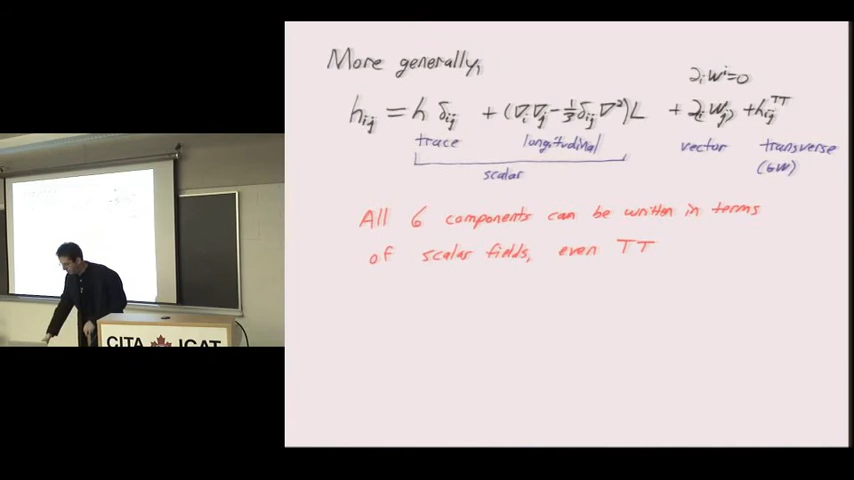 More generally,
∂ᵢwⁱ=0
hᵢⱼ = h δᵢⱼ + (∇ᵢ∇ⱼ - ⅓δᵢⱼ∇²)L + ∂₍ᵢwⱼ₎ + hᵢⱼᵀᵀ
trace longitudinal vector transverse
scalar (GW)
All 6 components can be written in terms
of scalar fields, even TT
CITA ICAT